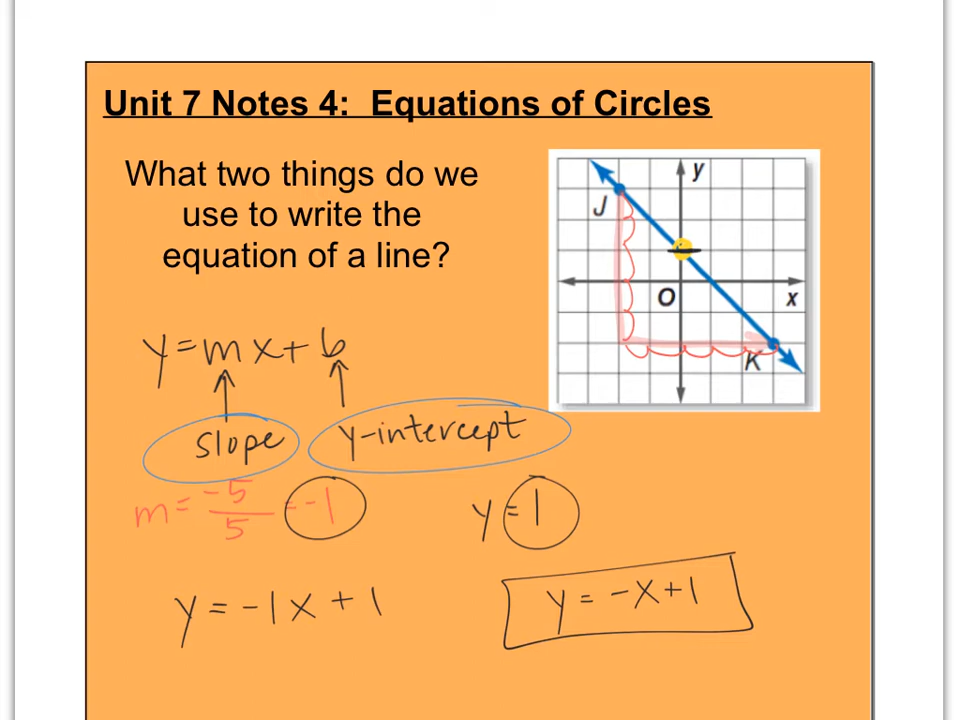 Unit 7 Notes 4: Equations of Circles
What two things do we
use to write the
equation of a line?
y
J
O
x
K
y = mx + b
slope
y-intercept
m = -5/5 = -1
y = 1
y = -1x + 1
y = -x + 1